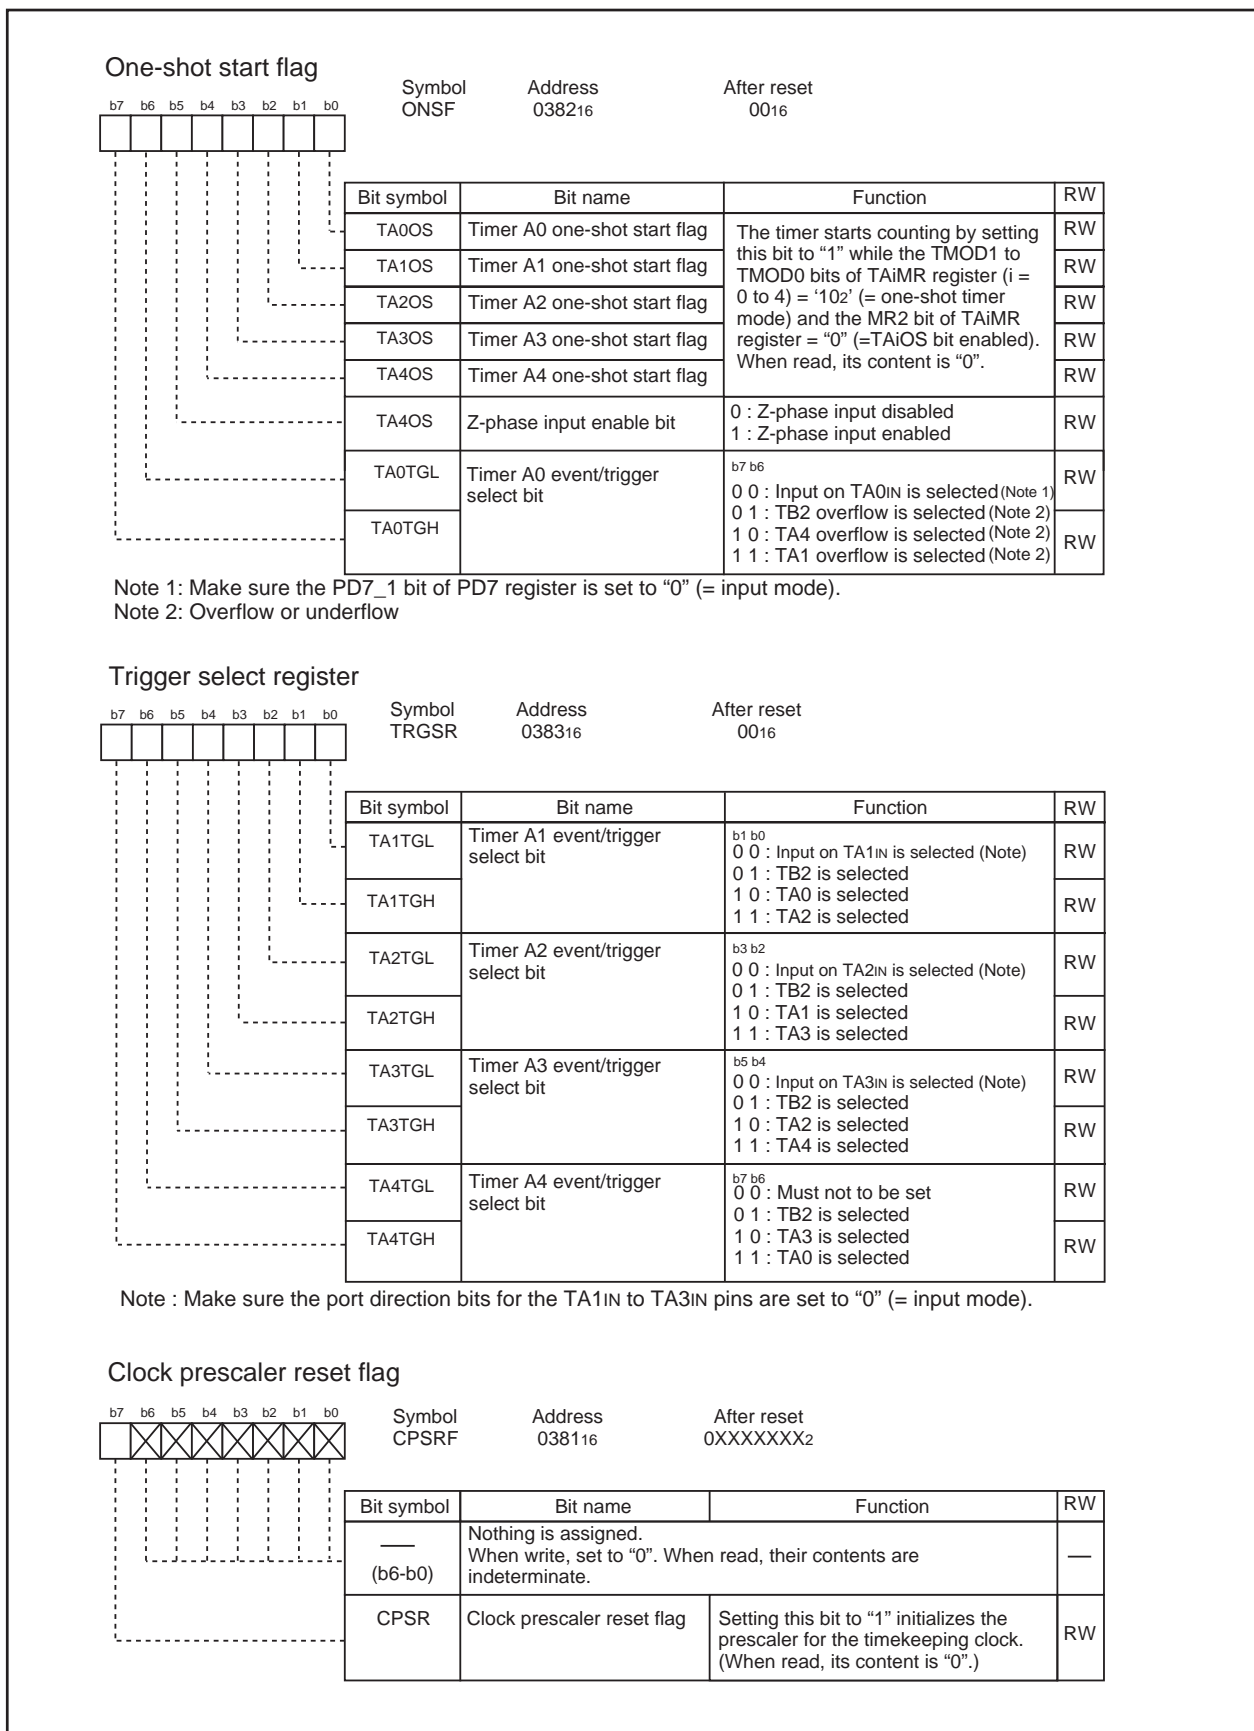 One-shot start flag
Symbol Address After reset
ONSF 038216 0016
b7 b6 b5 b4 b3 b2 b1 b0
Bit symbol Bit name Function RW
TA0OS Timer A0 one-shot start flag RW
TA1OS Timer A1 one-shot start flag RW
TA2OS Timer A2 one-shot start flag RW
TA3OS Timer A3 one-shot start flag RW
TA4OS Timer A4 one-shot start flag RW
The timer starts counting by setting
this bit to “1” while the TMOD1 to
TMOD0 bits of TAiMR register (i =
0 to 4) = ‘102’ (= one-shot timer
mode) and the MR2 bit of TAiMR
register = “0” (=TAiOS bit enabled).
When read, its content is “0”.
TA4OS Z-phase input enable bit RW
0 : Z-phase input disabled
1 : Z-phase input enabled
TA0TGL Timer A0 event/trigger RW
select bit
TA0TGH RW
b7 b6
0 0 : Input on TA0IN is selected (Note 1)
0 1 : TB2 overflow is selected (Note 2)
1 0 : TA4 overflow is selected (Note 2)
1 1 : TA1 overflow is selected (Note 2)
Note 1: Make sure the PD7_1 bit of PD7 register is set to “0” (= input mode).
Note 2: Overflow or underflow
Trigger select register
Symbol Address After reset
TRGSR 038316 0016
b7 b6 b5 b4 b3 b2 b1 b0
Bit symbol Bit name Function RW
TA1TGL Timer A1 event/trigger RW
select bit
TA1TGH RW
b1 b0
0 0 : Input on TA1IN is selected (Note)
0 1 : TB2 is selected
1 0 : TA0 is selected
1 1 : TA2 is selected
TA2TGL Timer A2 event/trigger RW
select bit
TA2TGH RW
b3 b2
0 0 : Input on TA2IN is selected (Note)
0 1 : TB2 is selected
1 0 : TA1 is selected
1 1 : TA3 is selected
TA3TGL Timer A3 event/trigger RW
select bit
TA3TGH RW
b5 b4
0 0 : Input on TA3IN is selected (Note)
0 1 : TB2 is selected
1 0 : TA2 is selected
1 1 : TA4 is selected
TA4TGL Timer A4 event/trigger RW
select bit
TA4TGH RW
b7 b6
0 0 : Must not to be set
0 1 : TB2 is selected
1 0 : TA3 is selected
1 1 : TA0 is selected
Note : Make sure the port direction bits for the TA1IN to TA3IN pins are set to “0” (= input mode).
Clock prescaler reset flag
Symbol Address After reset
CPSRF 038116 0XXXXXXX2
b7 b6 b5 b4 b3 b2 b1 b0
Bit symbol Bit name Function RW
— (b6-b0) —
Nothing is assigned.
When write, set to “0”. When read, their contents are
indeterminate.
CPSR Clock prescaler reset flag RW
Setting this bit to “1” initializes the
prescaler for the timekeeping clock.
(When read, its content is “0”.)